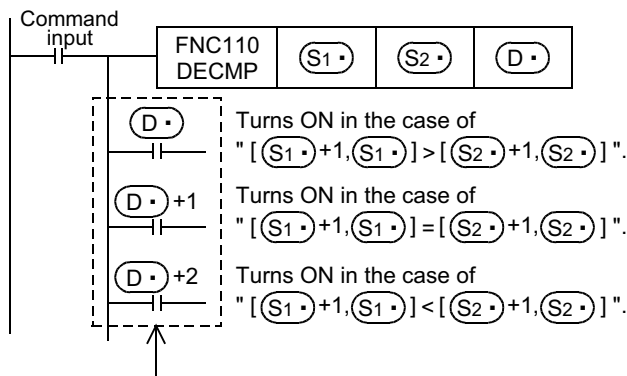 Command
input
FNC110
DECMP
S1 · S2 · D ·
D ·
Turns ON in the case of
" [ S1 · +1, S1 · ] > [ S2 · +1, S2 · ] ".
D · +1
Turns ON in the case of
" [ S1 · +1, S1 · ] = [ S2 · +1, S2 · ] ".
D · +2
Turns ON in the case of
" [ S1 · +1, S1 · ] < [ S2 · +1, S2 · ] ".